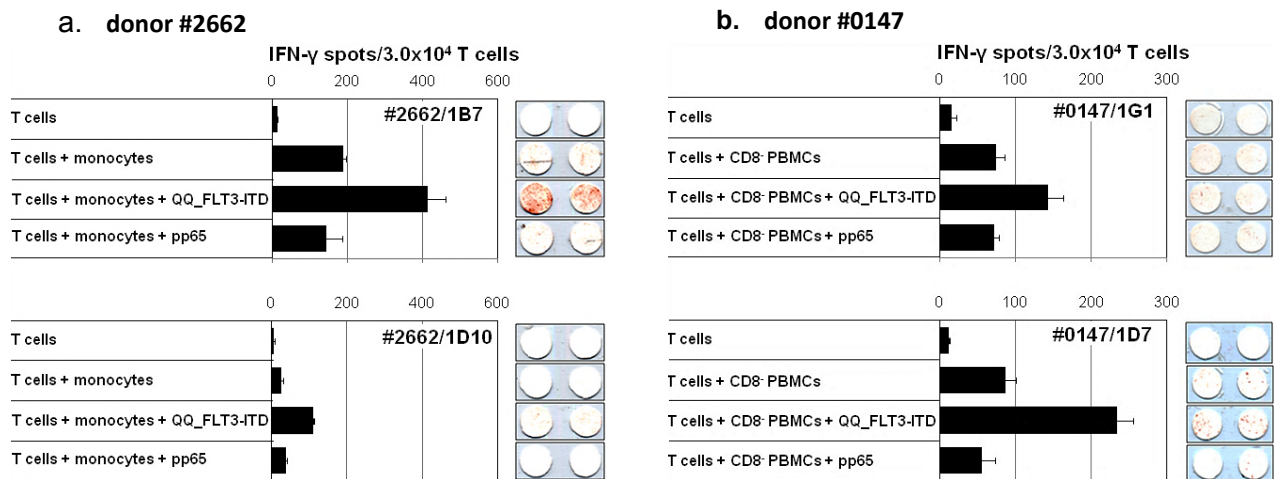 a. donor #2662
IFN-γ spots/3.0x10⁴ T cells
0 200 400 600
#2662/1B7
T cells
T cells + monocytes
T cells + monocytes + QQ_FLT3-ITD
T cells + monocytes + pp65
0 200 400 600
#2662/1D10
T cells
T cells + monocytes
T cells + monocytes + QQ_FLT3-ITD
T cells + monocytes + pp65
b. donor #0147
IFN-γ spots/3.0x10⁴ T cells
0 100 200 300
#0147/1G1
T cells
T cells + CD8⁻ PBMCs
T cells + CD8⁻ PBMCs + QQ_FLT3-ITD
T cells + CD8⁻ PBMCs + pp65
0 100 200 300
#0147/1D7
T cells
T cells + CD8⁻ PBMCs
T cells + CD8⁻ PBMCs + QQ_FLT3-ITD
T cells + CD8⁻ PBMCs + pp65